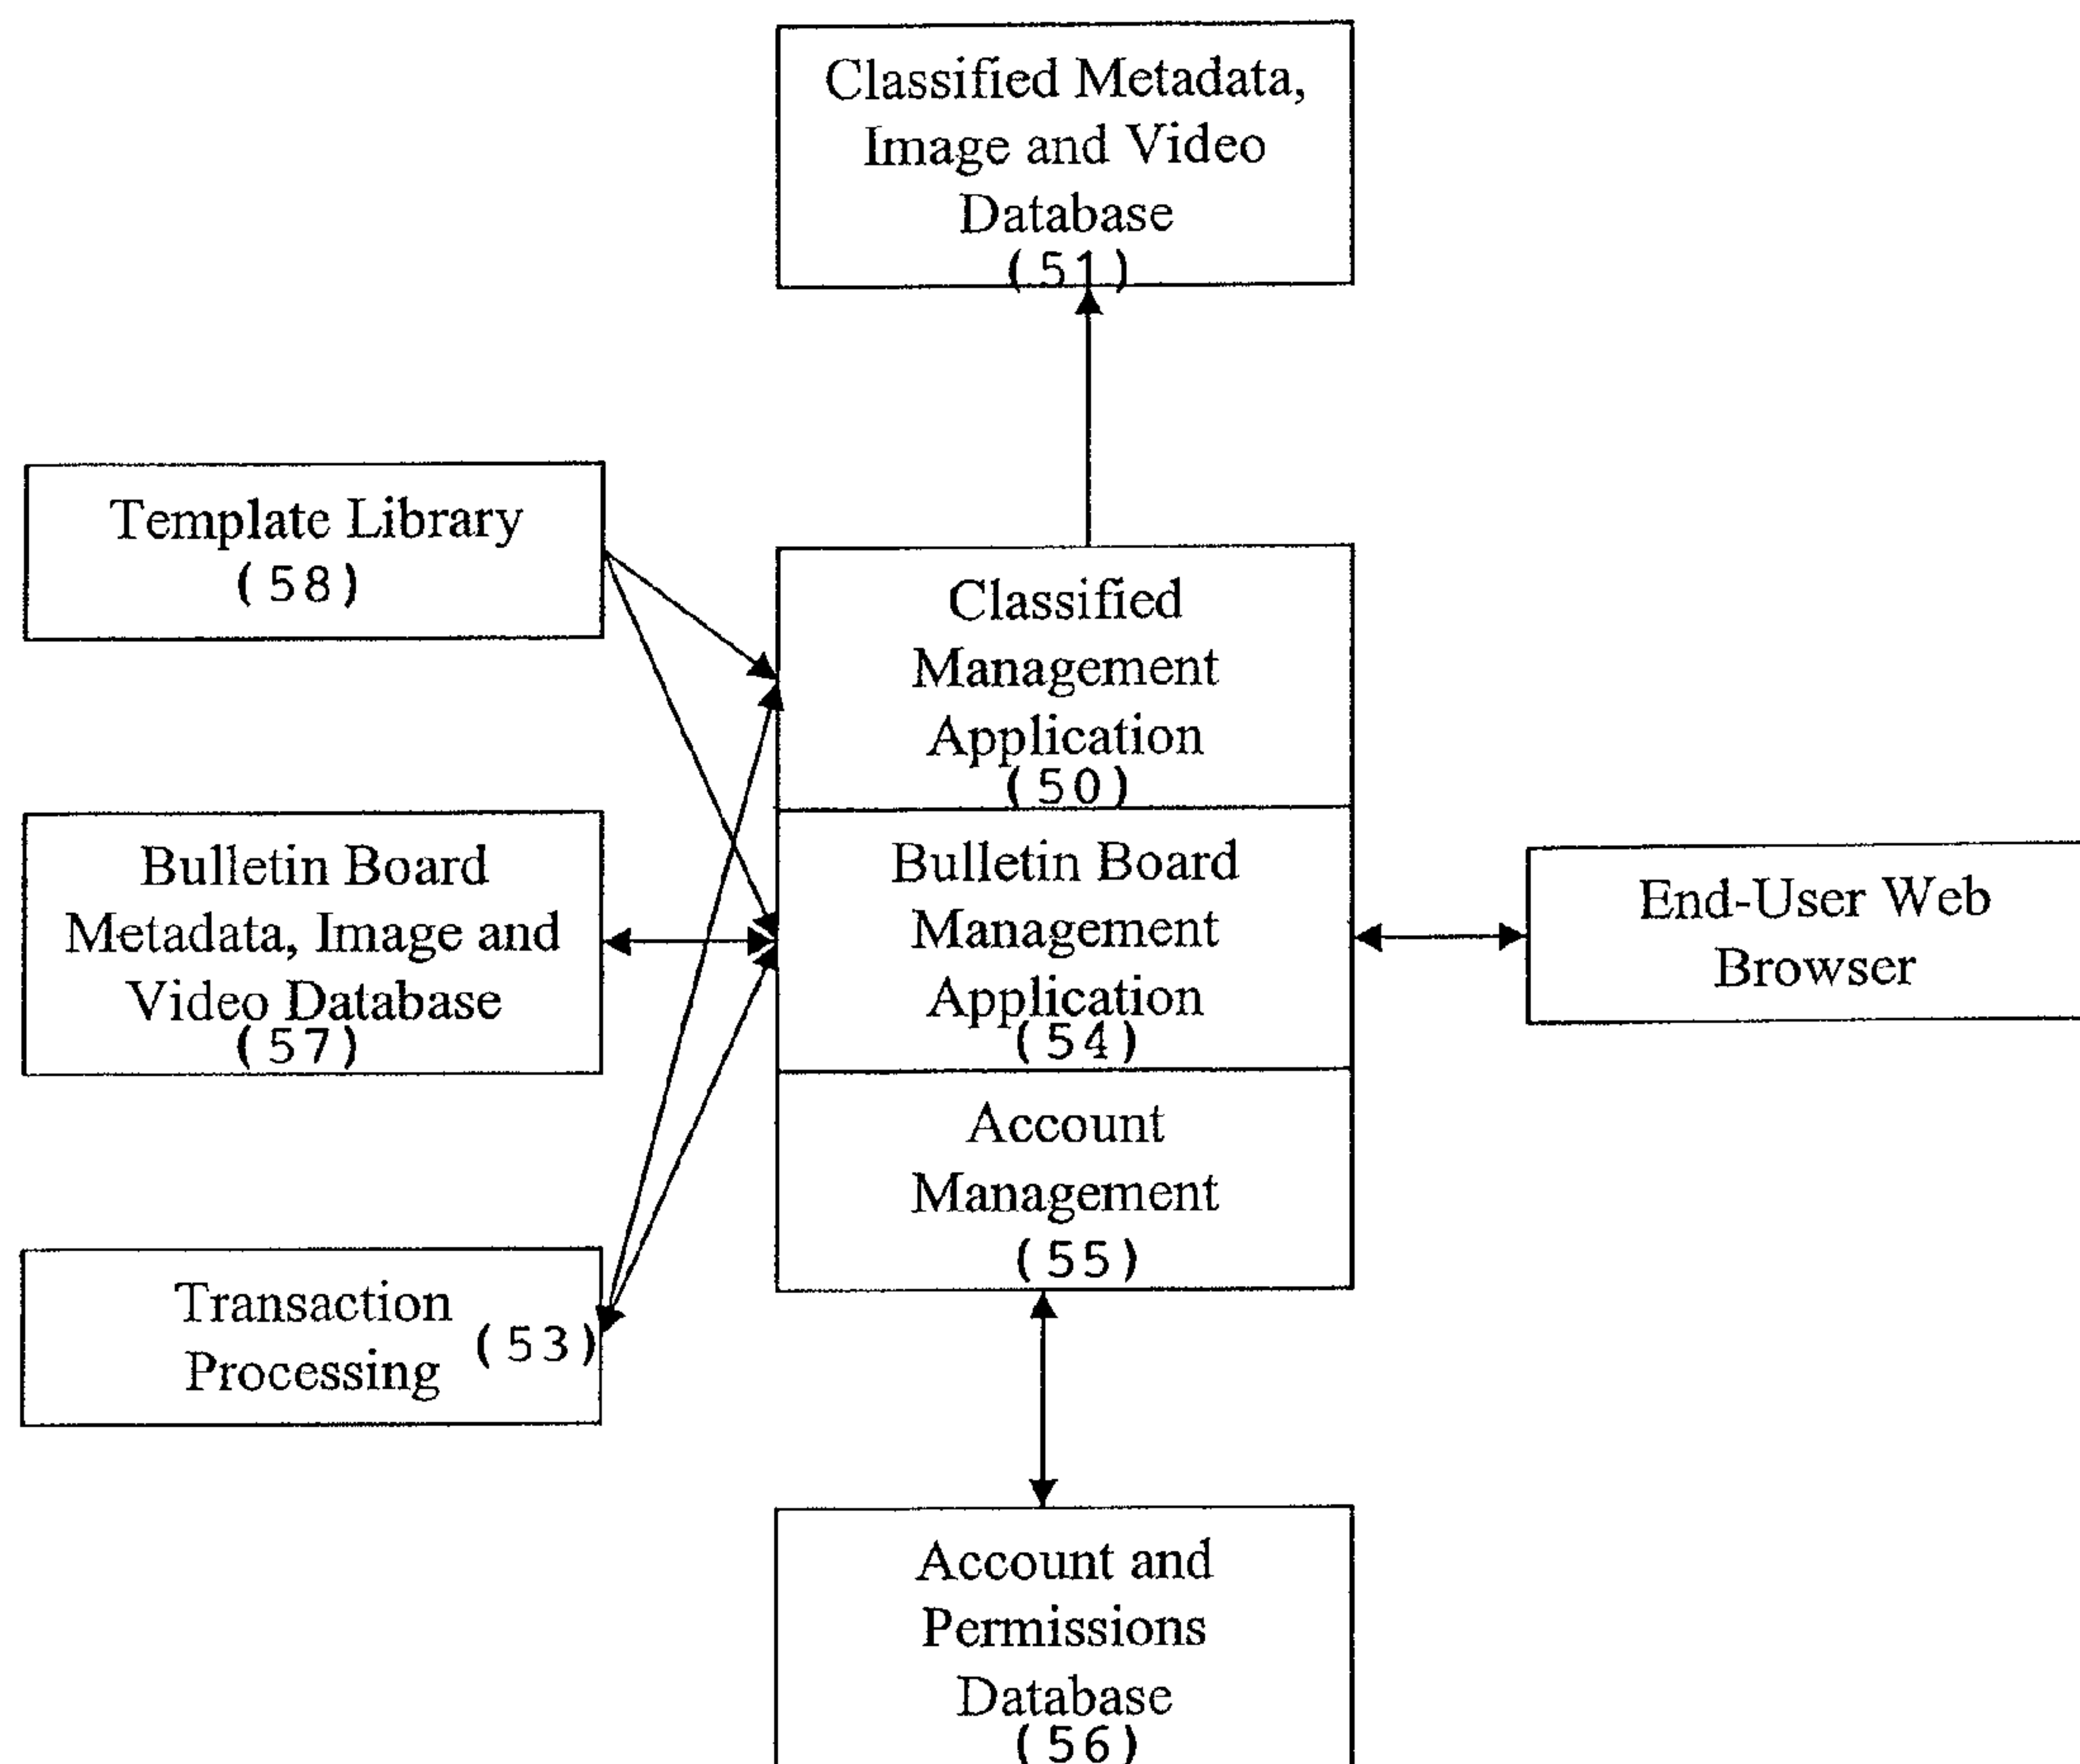 Classified Metadata,
Image and Video
Database
(51)
Template Library
(58)
Classified
Management
Application
(50)
Bulletin Board
Metadata, Image and
Video Database
(57)
Bulletin Board
Management
Application
(54)
End-User Web
Browser
Account
Management
(55)
Transaction
Processing (53)
Account and
Permissions
Database
(56)